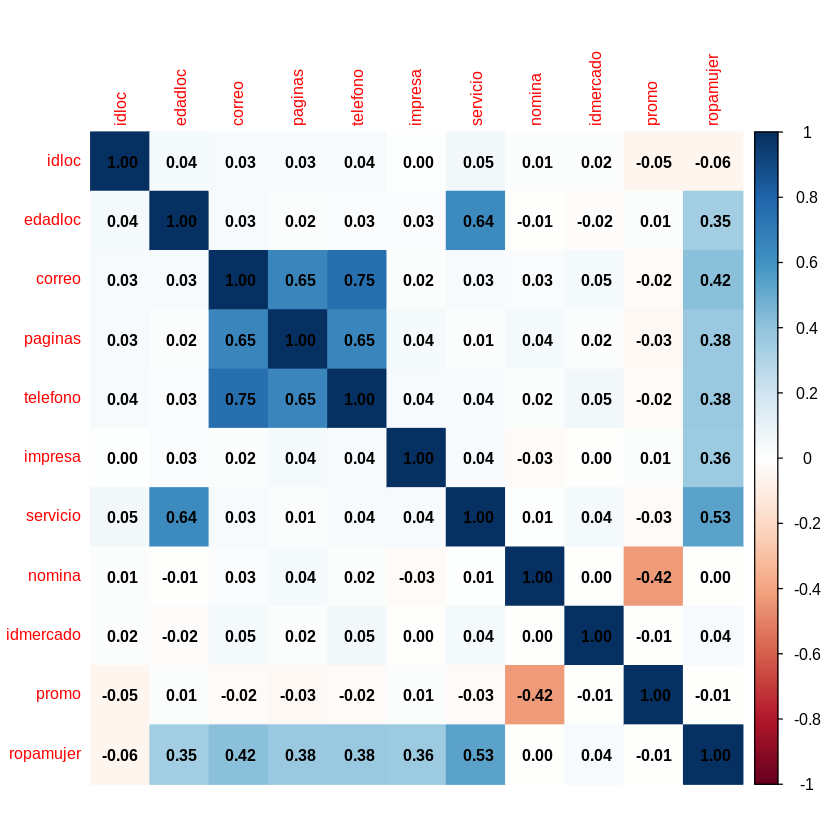 idloc edadloc correo paginas telefono impresa servicio nomina idmercado promo ropamujer
idloc 1.00 0.04 0.03 0.03 0.04 0.00 0.05 0.01 0.02 -0.05 -0.06
edadloc 0.04 1.00 0.03 0.02 0.03 0.03 0.64 -0.01 -0.02 0.01 0.35
correo 0.03 0.03 1.00 0.65 0.75 0.02 0.03 0.03 0.05 -0.02 0.42
paginas 0.03 0.02 0.65 1.00 0.65 0.04 0.01 0.04 0.02 -0.03 0.38
telefono 0.04 0.03 0.75 0.65 1.00 0.04 0.04 0.02 0.05 -0.02 0.38
impresa 0.00 0.03 0.02 0.04 0.04 1.00 0.04 -0.03 0.00 0.01 0.36
servicio 0.05 0.64 0.03 0.01 0.04 0.04 1.00 0.01 0.04 -0.03 0.53
nomina 0.01 -0.01 0.03 0.04 0.02 -0.03 0.01 1.00 0.00 -0.42 0.00
idmercado 0.02 -0.02 0.05 0.02 0.05 0.00 0.04 0.00 1.00 -0.01 0.04
promo -0.05 0.01 -0.02 -0.03 -0.02 0.01 -0.03 -0.42 -0.01 1.00 -0.01
ropamujer -0.06 0.35 0.42 0.38 0.38 0.36 0.53 0.00 0.04 -0.01 1.00
1
0.8
0.6
0.4
0.2
0
-0.2
-0.4
-0.6
-0.8
-1